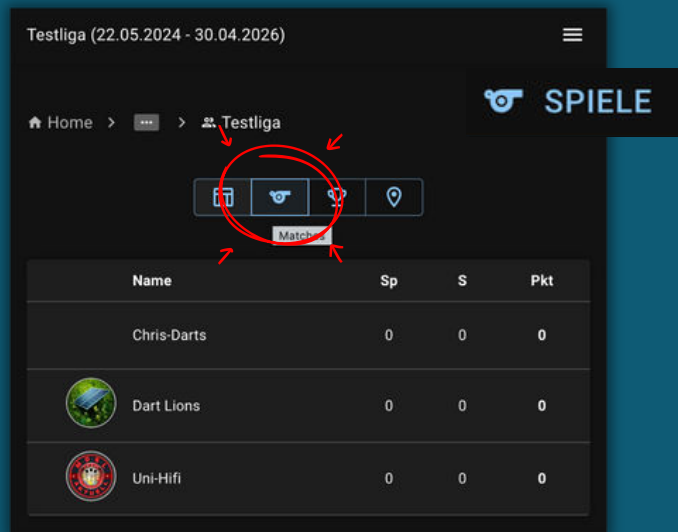 Testliga (22.05.2024 - 30.04.2026)
SPIELE
Home > ... > Testliga
Matches
Name Sp S Pkt
Chris-Darts 0 0 0
Dart Lions 0 0 0
Uni-Hifi 0 0 0